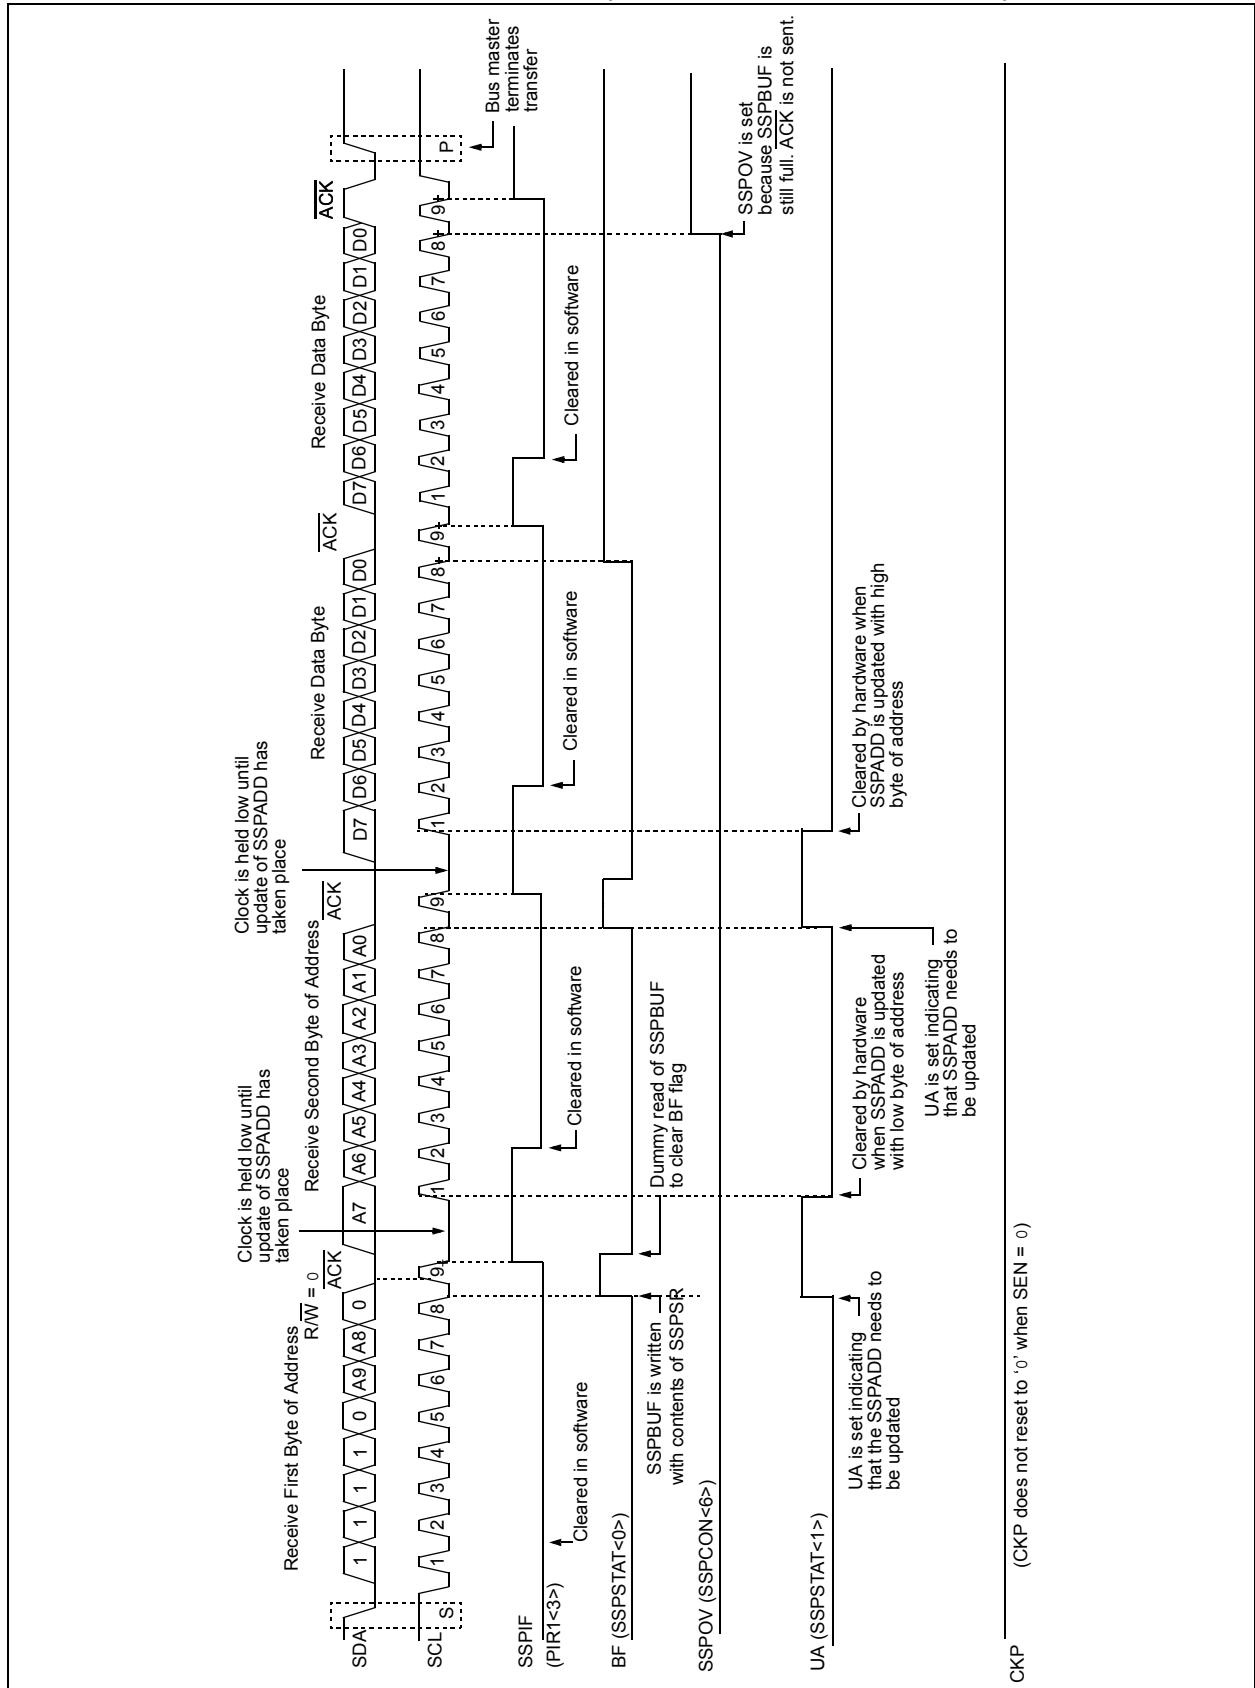 Receive First Byte of Address
R/W = 0
ACK
Clock is held low until
update of SSPADD has
taken place
Receive Second Byte of Address
ACK
Clock is held low until
update of SSPADD has
taken place
Receive Data Byte
ACK
Receive Data Byte
ACK
SDA
1 1 1 1 0 A9 A8 0 A7 A6 A5 A4 A3 A2 A1 A0 D7 D6 D5 D4 D3 D2 D1 D0 D7 D6 D5 D4 D3 D2 D1 D0
SCL
S 1 2 3 4 5 6 7 8 9 1 2 3 4 5 6 7 8 9 1 2 3 4 5 6 7 8 9 1 2 3 4 5 6 7 8 9 P
Bus master
terminates
transfer
SSPIF
(PIR1<3>)
Cleared in software
Cleared in software
Cleared in software
Cleared in software
BF (SSPSTAT<0>)
SSPBUF is written
with contents of SSPSR
Dummy read of SSPBUF
to clear BF flag
SSPOV (SSPCON<6>)
SSPOV is set
because SSPBUF is
still full. ACK is not sent.
UA (SSPSTAT<1>)
UA is set indicating
that the SSPADD needs to
be updated
Cleared by hardware
when SSPADD is updated
with low byte of address
UA is set indicating
that SSPADD needs to
be updated
Cleared by hardware when
SSPADD is updated with high
byte of address
CKP
(CKP does not reset to ‘0’ when SEN = 0)